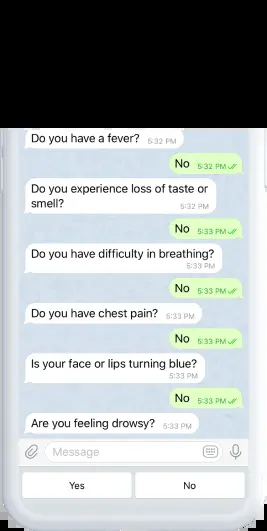 Do you have a fever? 5:32 PM
No 5:32 PM
Do you experience loss of taste or
smell? 5:32 PM
No 5:33 PM
Do you have difficulty in breathing?
5:33 PM
No 5:33 PM
Do you have chest pain? 5:33 PM
No 5:33 PM
Is your face or lips turning blue?
5:33 PM
No 5:33 PM
Are you feeling drowsy? 5:33 PM
Message
Yes No